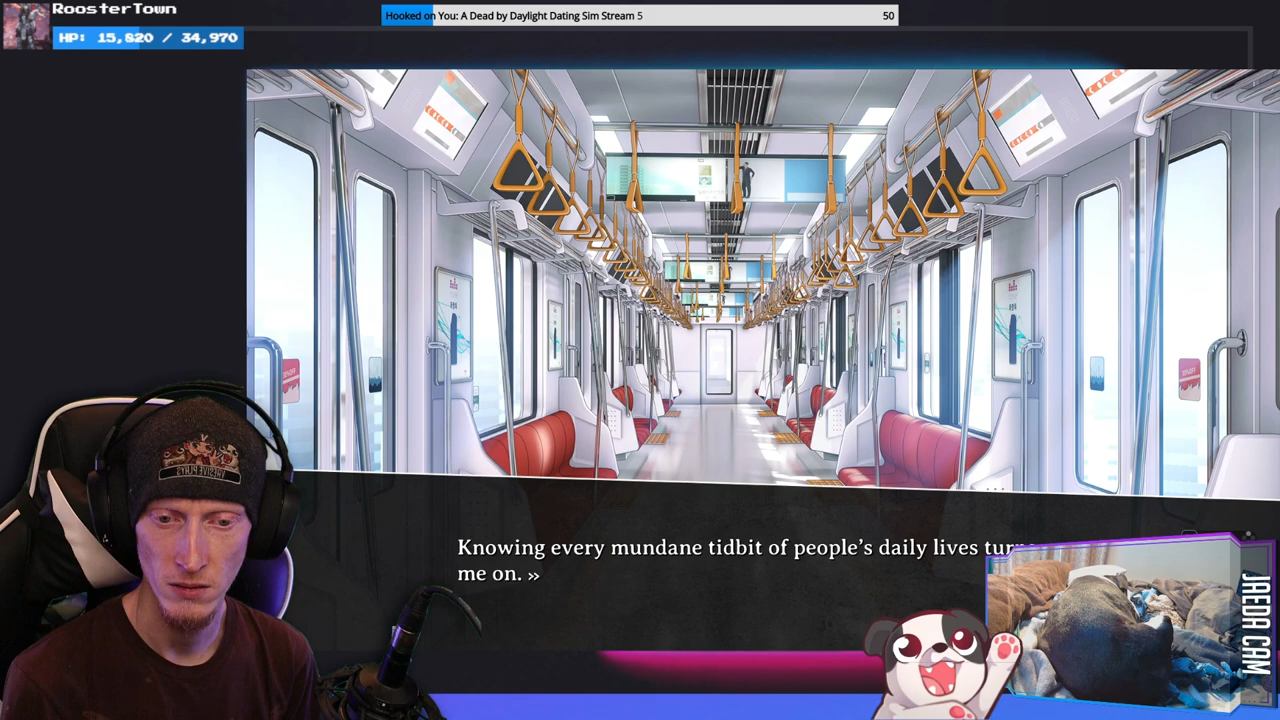 RoosterTown
HP: 15,820 / 34,970
Hooked on You: A Dead by Daylight Dating Sim Stream 5
50
Knowing every mundane tidbit of people's daily lives
me on. »
JAEDA CAM